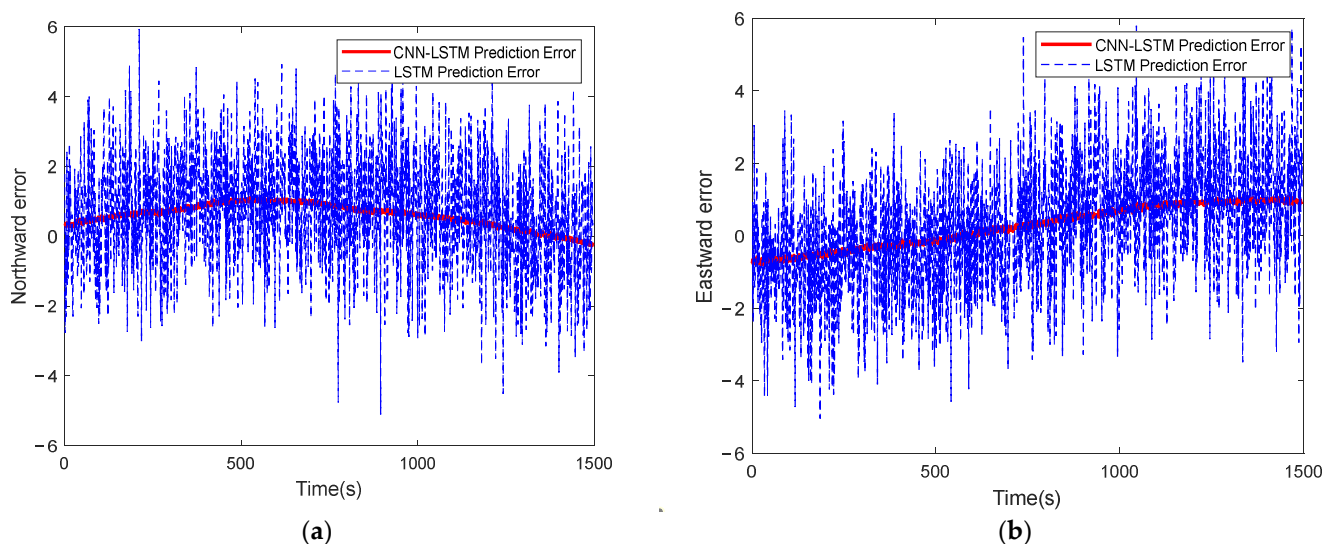 CNN-LSTM Prediction Error
LSTM Prediction Error
6
4
2
0
−2
−4
−6
Northward error
0
500
1000
1500
Time(s)
(a)
CNN-LSTM Prediction Error
LSTM Prediction Error
6
4
2
0
−2
−4
−6
Eastward error
0
500
1000
1500
Time(s)
(b)